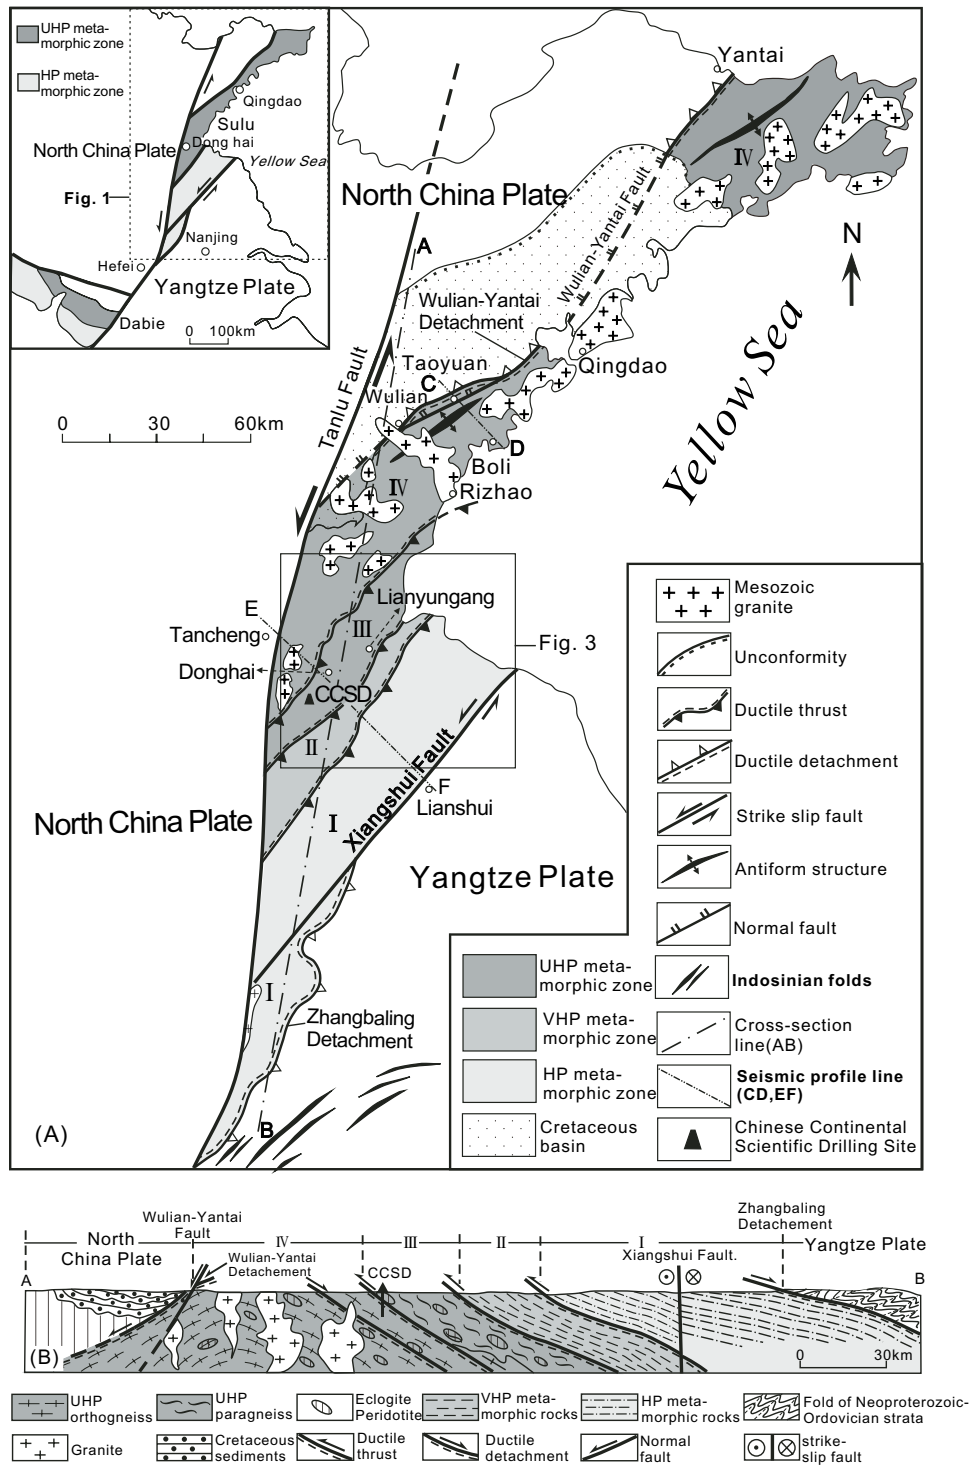 UHP meta-
morphic zone
HP meta-
morphic zone
Qingdao
Sulu
Dong hai
North China Plate
Yellow Sea
Fig. 1
Nanjing
Hefei
Yangtze Plate
Dabie
0 100km
Yantai
IV
North China Plate
A
N
Wulian-Yantai Fault
Wulian-Yantai
Detachment
Qingdao
Taoyuan
C
Wulian
Tanlu Fault
0 30 60km
D
Boli
Rizhao
IV
Yellow Sea
E
Lianyungang
Tancheng
III
Fig. 3
Donghai
CCSD
II
F
Lianshui
Xiangshui Fault
North China Plate
I
Yangtze Plate
I
Zhangbaling
Detachment
B
(A)
Mesozoic
granite
Unconformity
Ductile thrust
Ductile detachment
Strike slip fault
Antiform structure
Normal fault
UHP meta-
morphic zone
Indosinian folds
VHP meta-
morphic zone
Cross-section
line(AB)
HP meta-
morphic zone
Seismic profile line
(CD,EF)
Cretaceous
basin
Chinese Continental
Scientific Drilling Site
North
China Plate
Wulian-Yantai
Fault
IV
III
II
I
Zhangbaling
Detachement
Yangtze Plate
Wulian-Yantai
Detachement
CCSD
Xiangshui Fault.
A
B
(B)
0 30km
UHP
orthogneiss
UHP
paragneiss
Eclogite
Peridotite
VHP meta-
morphic rocks
HP meta-
morphic rocks
Fold of Neoproterozoic-
Ordovician strata
Granite
Cretaceous
sediments
Ductile
thrust
Ductile
detachment
Normal
fault
strike-
slip fault